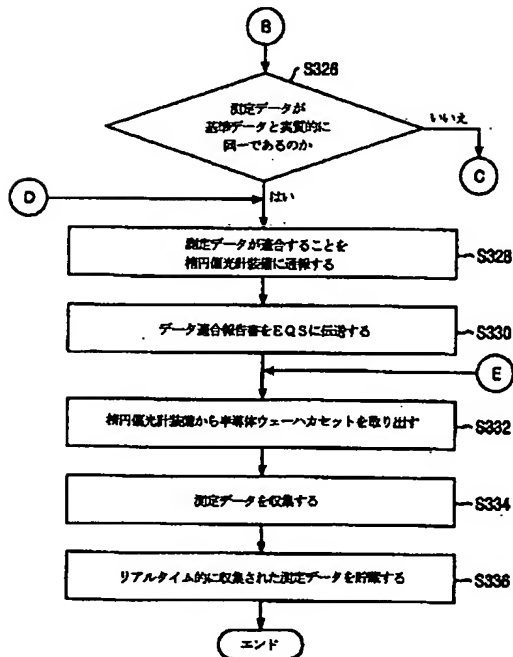 B
S326
測定データが
基準データと実質的に
同一であるのか
いいえ
C
D
はい
測定データが適合することを
楕円偏光計装備に通報する
S328
データ適合報告書をEQSに伝送する
S330
E
楕円偏光計装備から半導体ウェーハカセットを取り出す
S332
測定データを収集する
S334
リアルタイム的に収集された測定データを貯蔵する
S336
エンド